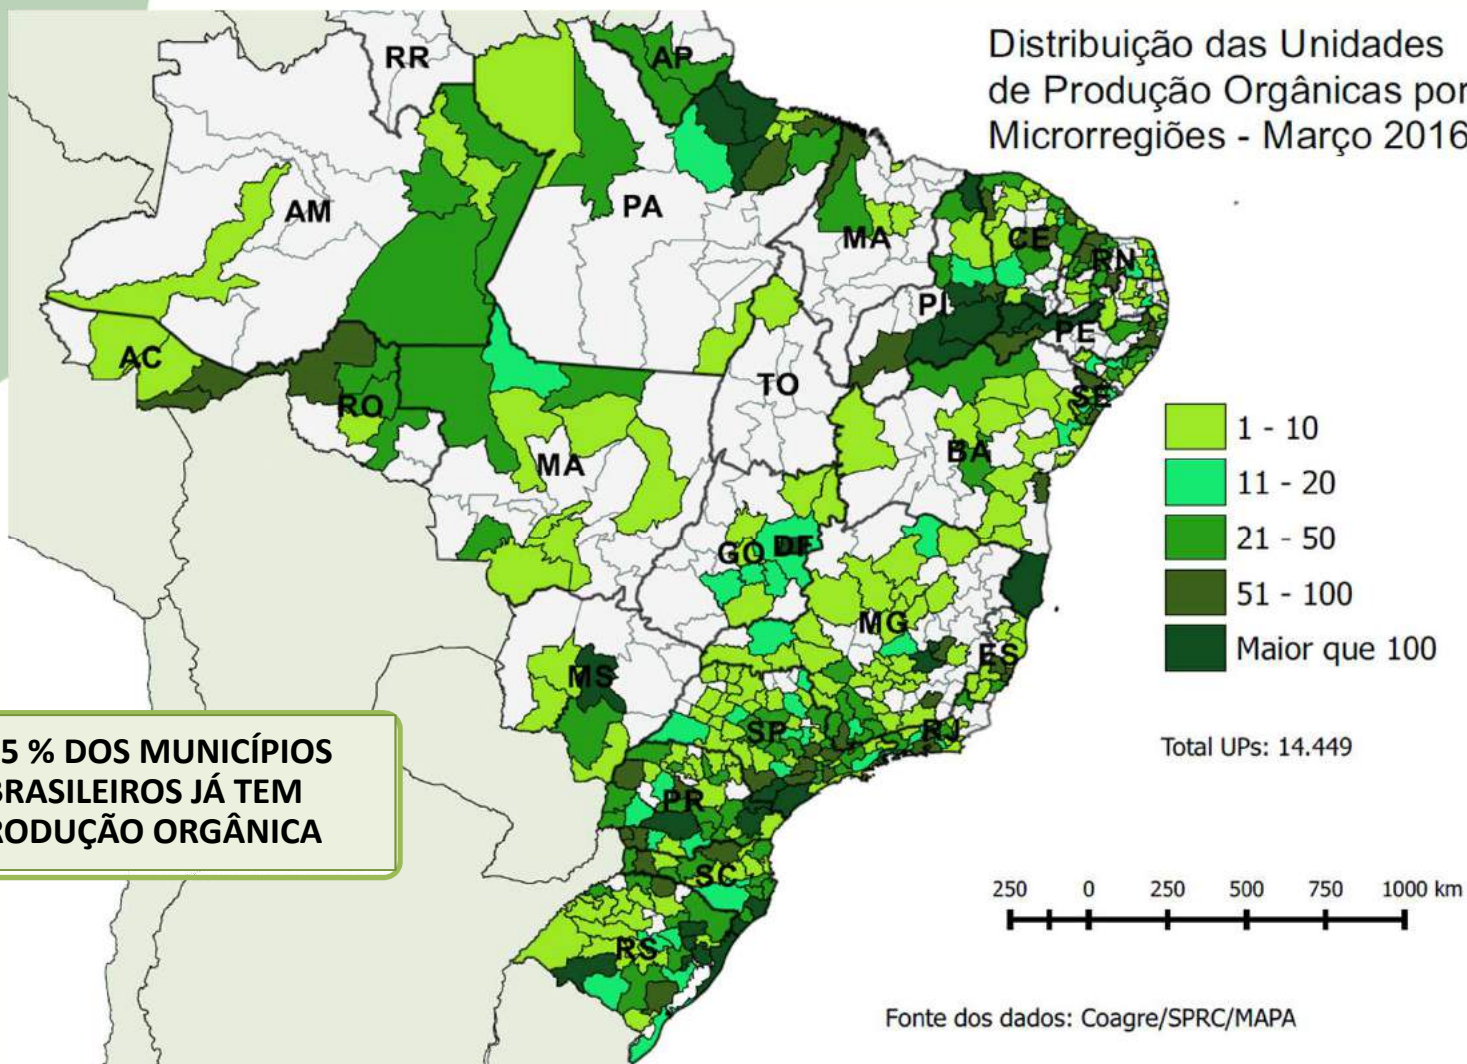 Distribuição das Unidades
de Produção Orgânicas por
Microrregiões - Março 2016
RR
AP
AM
PA
MA
CE
RN
PI
PE
AC
TO
RO
SE
BA
MA
GO DF
MG
ES
MS
SP
RJ
PR
SC
RS
1 - 10
11 - 20
21 - 50
51 - 100
Maior que 100
Total UPs: 14.449
5 % DOS MUNICÍPIOS
BRASILEIROS JÁ TEM
PRODUÇÃO ORGÂNICA
250 0 250 500 750 1000 km
Fonte dos dados: Coagre/SPRC/MAPA